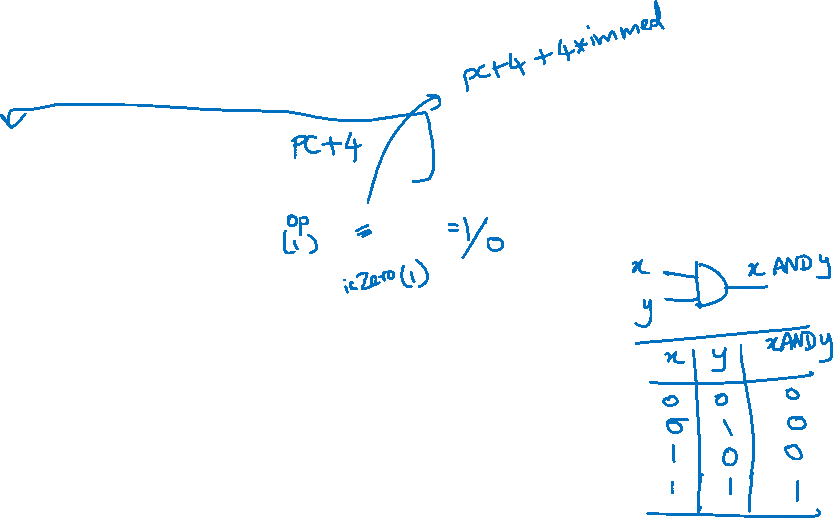 PC+4+4*immed
PC+4
op = =1/0
(1)
isZero(1)
x x AND y
y
x y xANDy
0 0 0
0 1 0
1 0 0
1 1 1